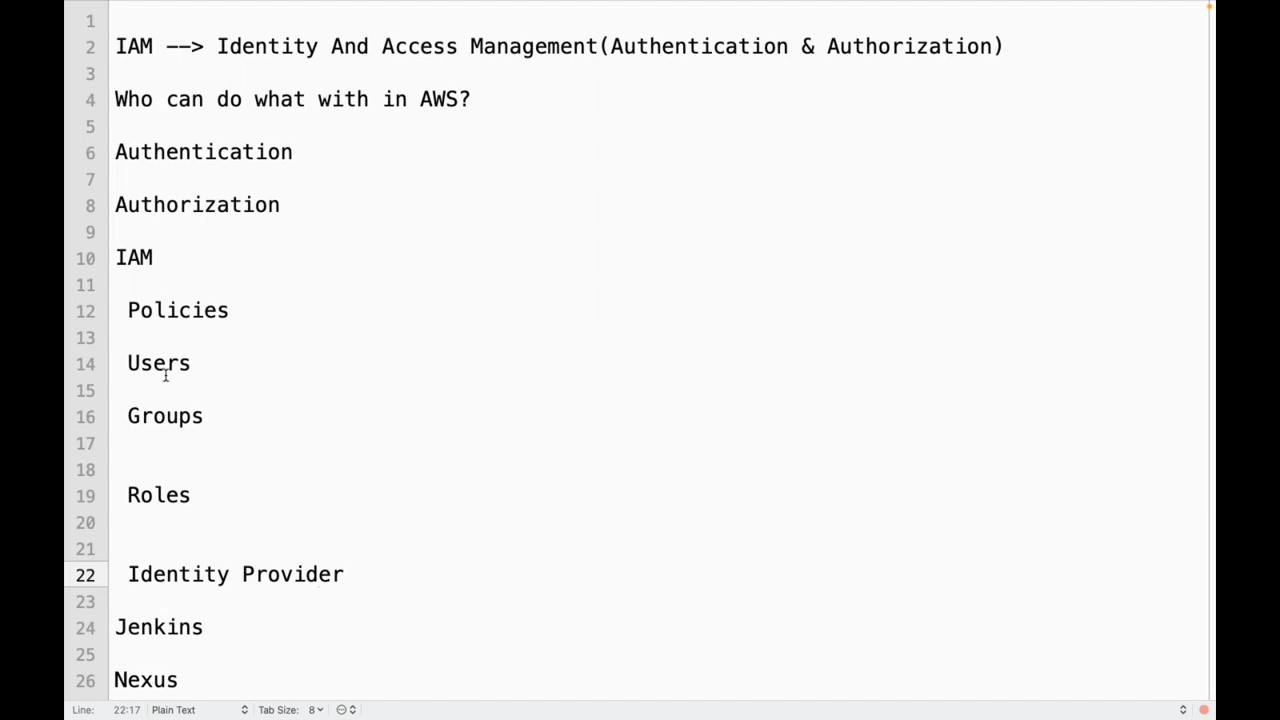 1
2 IAM --> Identity And Access Management(Authentication & Authorization)
3
4 Who can do what with in AWS?
5
6 Authentication
7
8 Authorization
9
10 IAM
11
12 Policies
13
14 Users
15
16 Groups
17
18
19 Roles
20
21
22 Identity Provider
23
24 Jenkins
25
26 Nexus
Line: 22:17 Plain Text Tab Size: 8